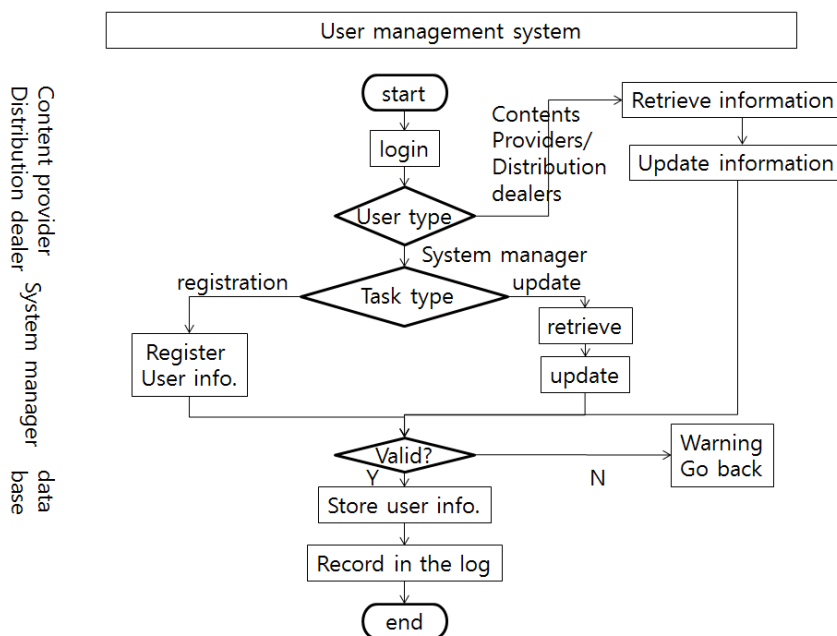 User management system
Content provider
Distribution dealer
System manager
data
base
start
login
User type
Contents
Providers/
Distribution
dealers
Retrieve information
Update information
System manager
registration
update
Task type
retrieve
update
Register
User info.
Valid?
Warning
Go back
Y
N
Store user info.
Record in the log
end